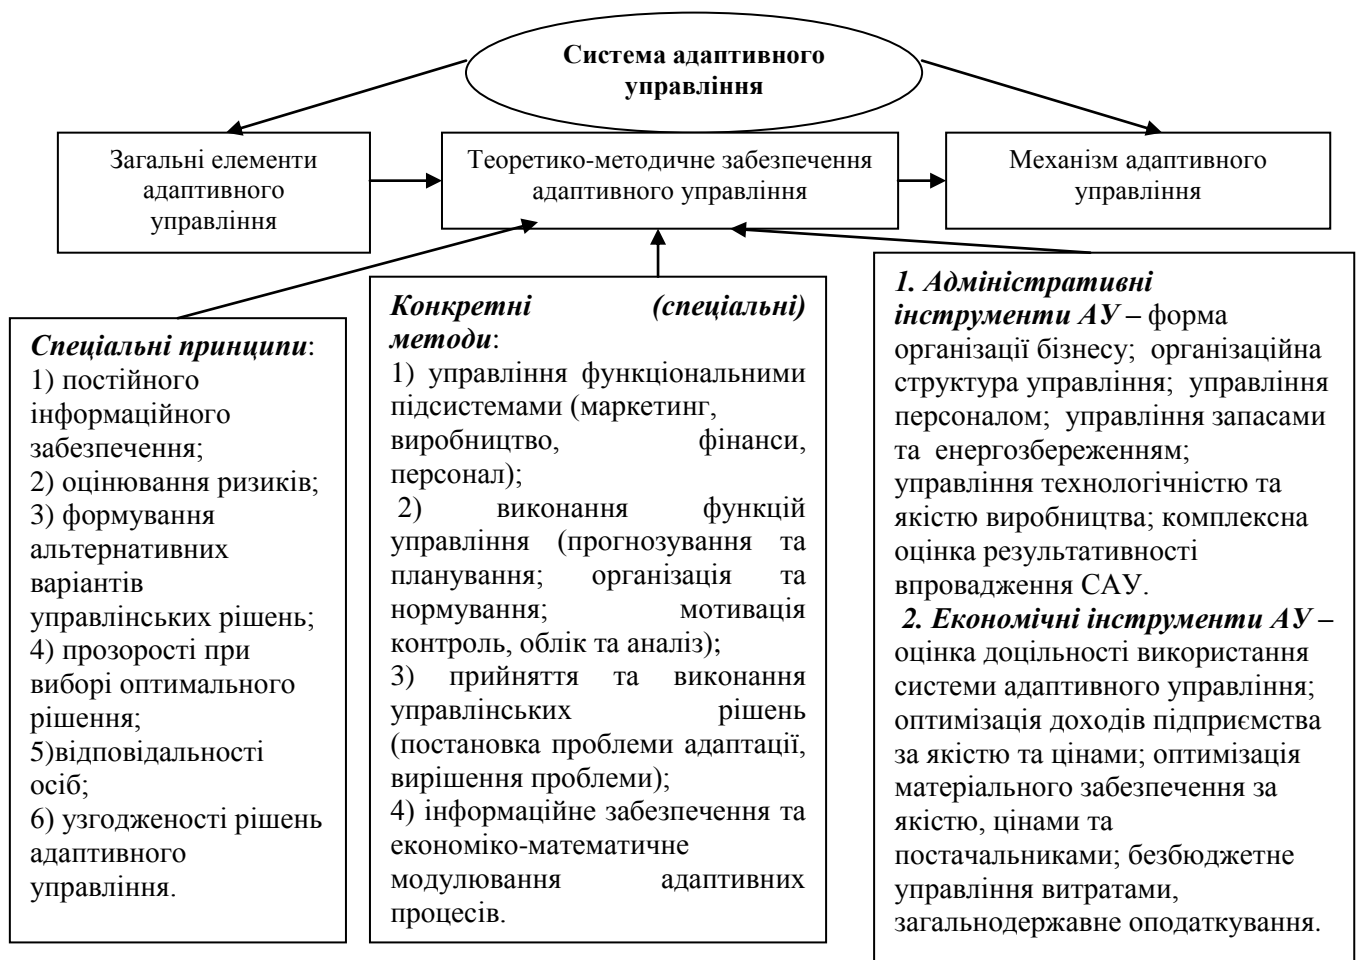 Система адаптивного
управління
Загальні елементи
адаптивного
управління
Теоретико-методичне забезпечення
адаптивного управління
Механізм адаптивного
управління
Спеціальні принципи:
1) постійного
інформаційного
забезпечення;
2) оцінювання ризиків;
3) формування
альтернативних
варіантів
управлінських рішень;
4) прозорості при
виборі оптимального
рішення;
5)відповідальності
осіб;
6) узгодженості рішень
адаптивного
управління.
Конкретні (спеціальні)
методи:
1) управління функціональними
підсистемами (маркетинг,
виробництво, фінанси,
персонал);
2) виконання функцій
управління (прогнозування та
планування; організація та
нормування; мотивація
контроль, облік та аналіз);
3) прийняття та виконання
управлінських рішень
(постановка проблеми адаптації,
вирішення проблеми);
4) інформаційне забезпечення та
економіко-математичне
модулювання адаптивних
процесів.
1. Адміністративні
інструменти АУ – форма
організації бізнесу; організаційна
структура управління; управління
персоналом; управління запасами
та енергозбереженням;
управління технологічністю та
якістю виробництва; комплексна
оцінка результативності
впровадження САУ.
2. Економічні інструменти АУ –
оцінка доцільності використання
системи адаптивного управління;
оптимізація доходів підприємства
за якістю та цінами; оптимізація
матеріального забезпечення за
якістю, цінами та
постачальниками; безбюджетне
управління витратами,
загальнодержавне оподаткування.